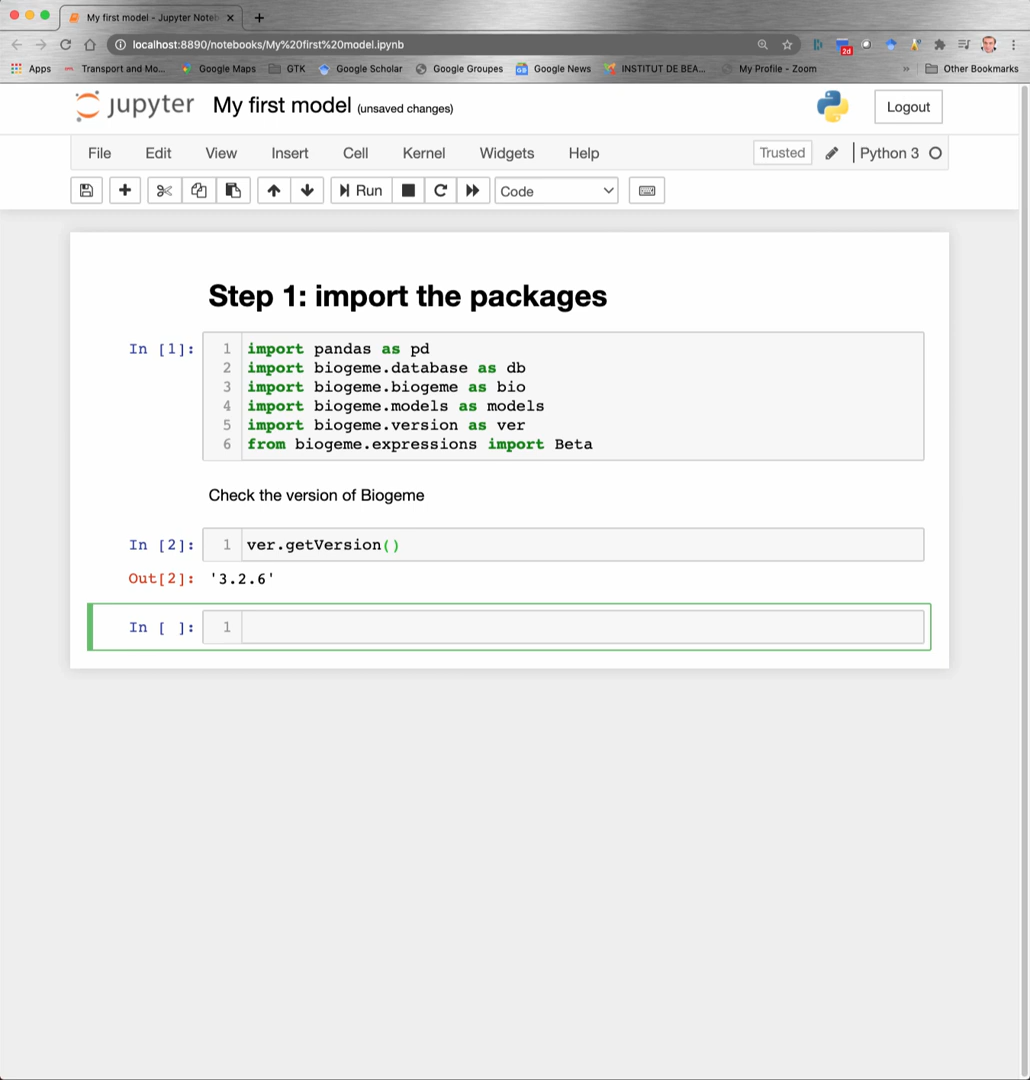 My first model - Jupyter Noteb
localhost:8890/notebooks/My%20first%20model.ipynb
2d
Apps
Transport and Mo...
Google Maps
GTK
Google Scholar
Google Groupes
Google News
INSTITUT DE BEA...
My Profile - Zoom
»
Other Bookmarks
jupyter My first model (unsaved changes)
Logout
File Edit View Insert Cell Kernel Widgets Help
Trusted
Python 3
Run
Code
Step 1: import the packages
In [1]:
1 import pandas as pd
2 import biogeme.database as db
3 import biogeme.biogeme as bio
4 import biogeme.models as models
5 import biogeme.version as ver
6 from biogeme.expressions import Beta
Check the version of Biogeme
In [2]: 1 ver.getVersion()
Out[2]: '3.2.6'
In [ ]: 1